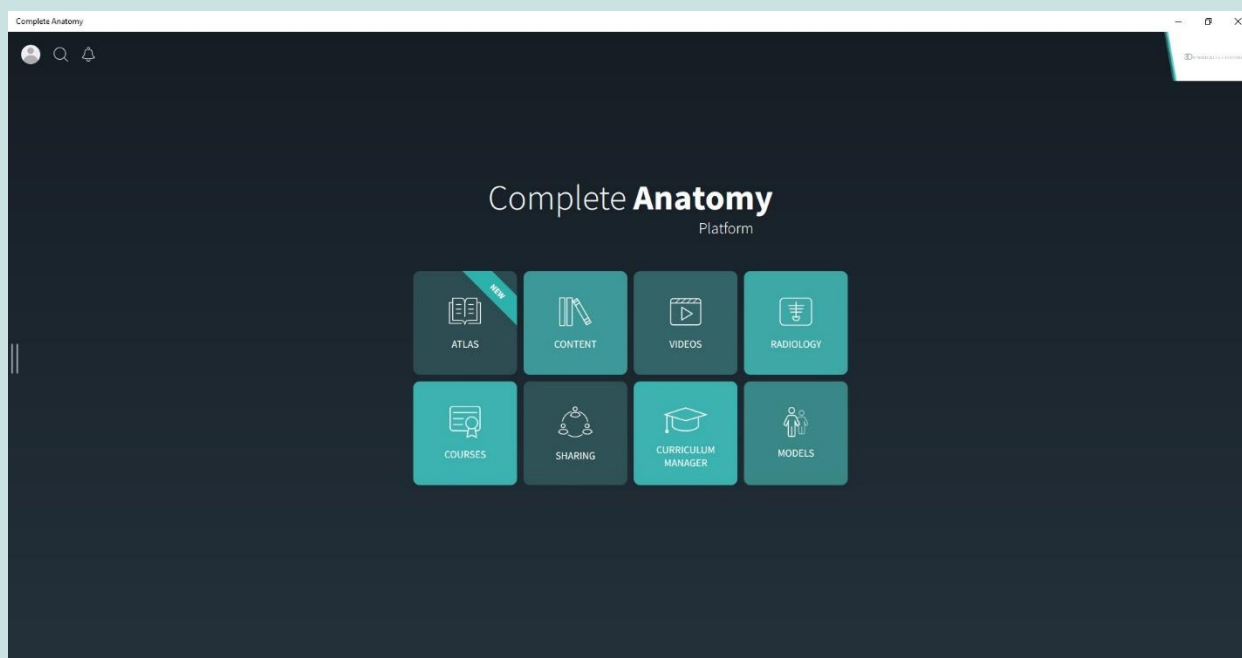 Complete Anatomy
Complete Anatomy
Platform
NEW
ATLAS
CONTENT
VIDEOS
RADIOLOGY
COURSES
SHARING
CURRICULUM
MANAGER
MODELS